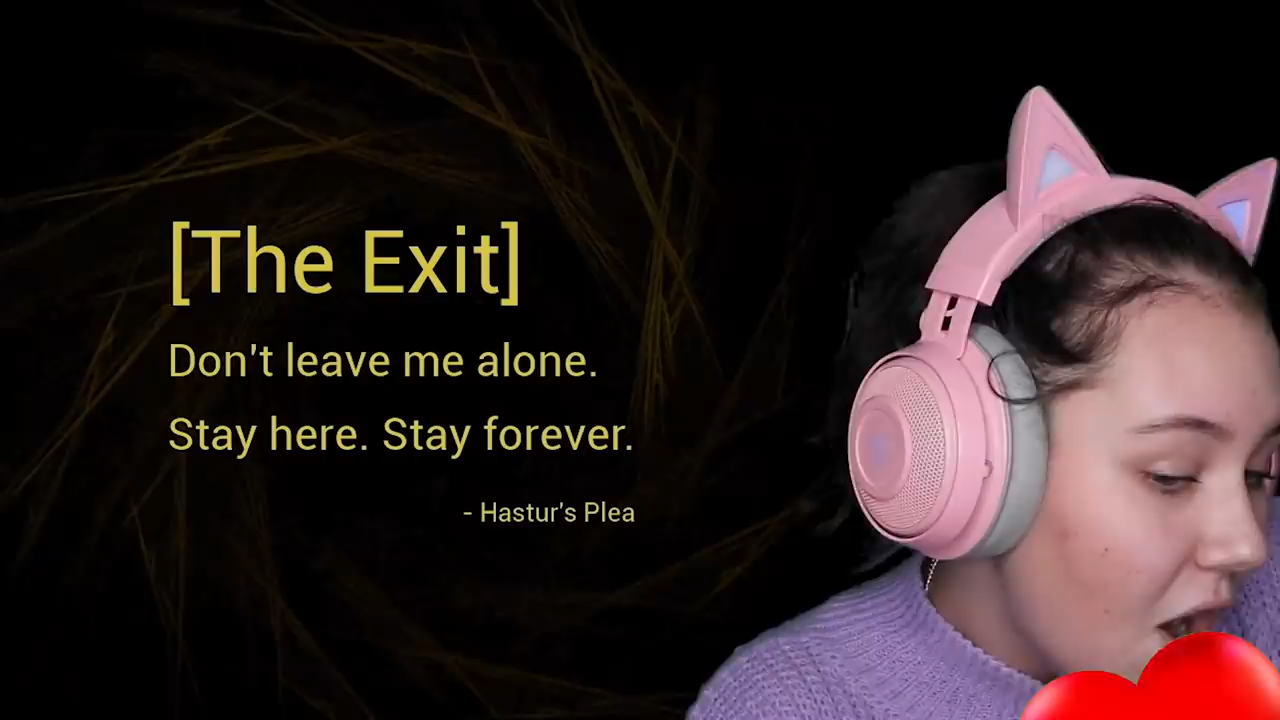 [The Exit]
Don't leave me alone.
Stay here. Stay forever.
- Hastur's Plea